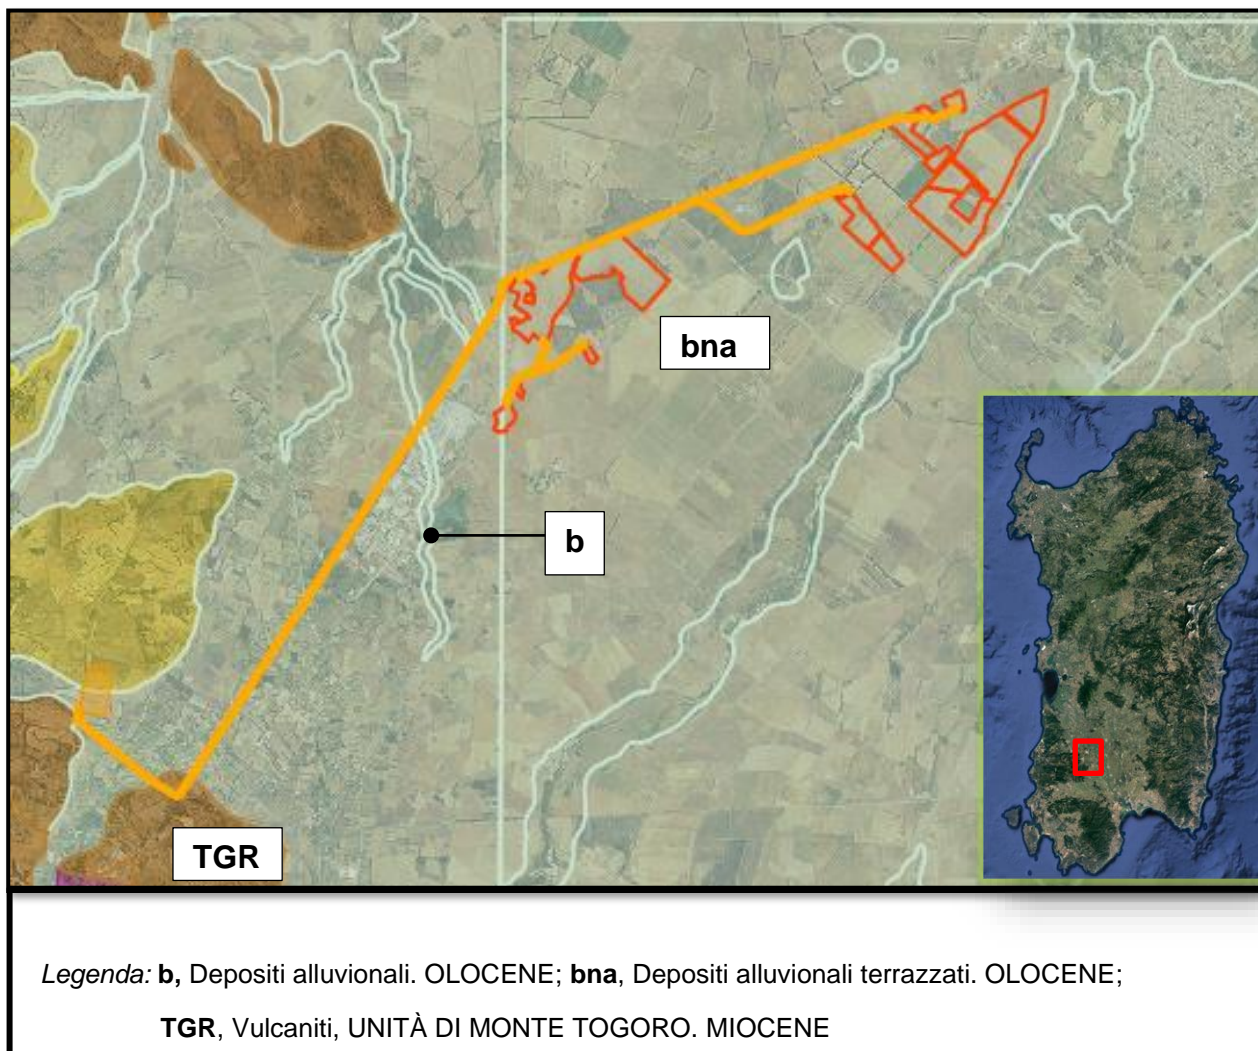 bna
b
TGR
Legenda: b, Depositi alluvionali. OLOCENE; bna, Depositi alluvionali terrazzati. OLOCENE;
TGR, Vulcaniti, UNITÀ DI MONTE TOGORO. MIOCENE